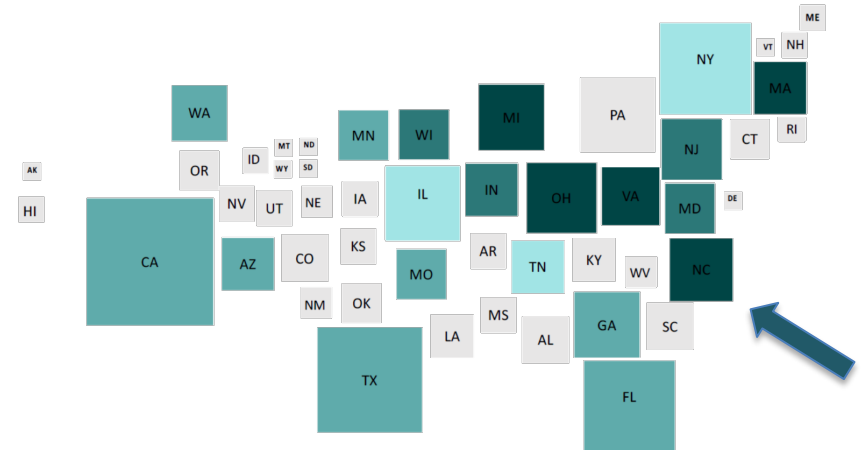 ME
NY
VT
NH
MA
WA
MN
WI
MI
PA
NJ
CT
RI
MT
ND
ID
WY
SD
OR
AK
HI
NV
UT
NE
IA
IL
IN
OH
VA
MD
DE
CA
AZ
CO
KS
MO
AR
TN
KY
WV
NC
NM
OK
LA
MS
AL
GA
SC
TX
FL